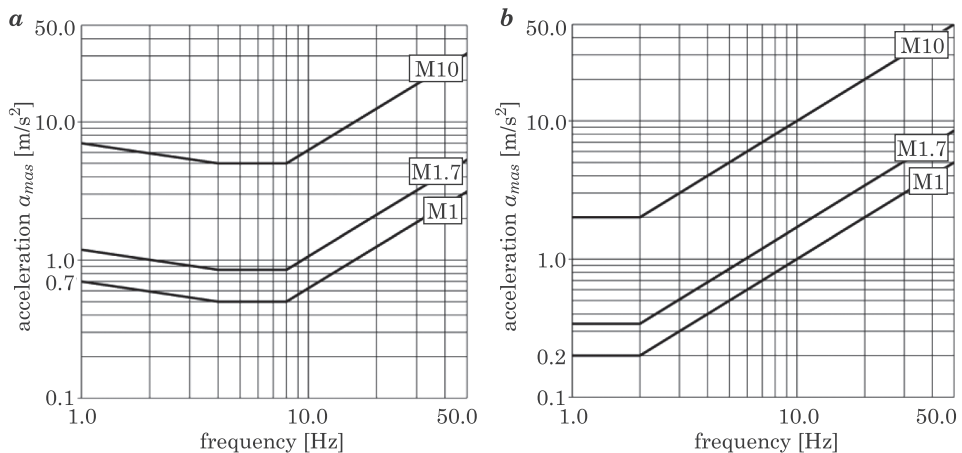 a
50.0
10.0
1.0
0.7
0.1
acceleration a_mas [m/s²]
M10
M1.7
M1
1.0
10.0
50.0
frequency [Hz]
b
50.0
10.0
1.0
0.2
0.1
acceleration a_mas [m/s²]
M10
M1.7
M1
1.0
10.0
50.0
frequency [Hz]